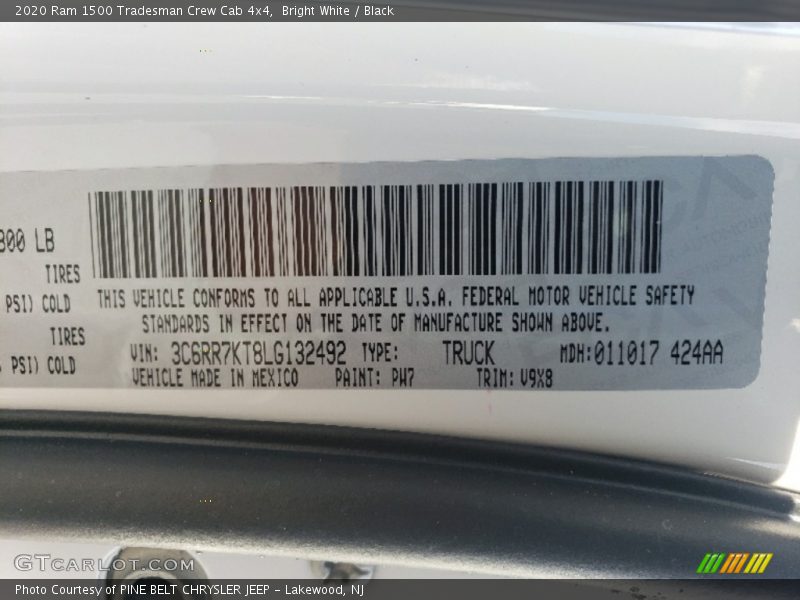 2020 Ram 1500 Tradesman Crew Cab 4x4,  Bright White / Black
300 LB
TIRES
PSI) COLD
THIS VEHICLE CONFORMS TO ALL APPLICABLE U.S.A. FEDERAL MOTOR VEHICLE SAFETY
STANDARDS IN EFFECT ON THE DATE OF MANUFACTURE SHOWN ABOVE.
TIRES
PSI) COLD
VIN: 3C6RR7KT8LG132492 TYPE: TRUCK MDH:011017 424AA
VEHICLE MADE IN MEXICO PAINT: PW7 TRIM: V9X8
GTCARLOT.COM
Photo Courtesy of PINE BELT CHRYSLER JEEP - Lakewood, NJ